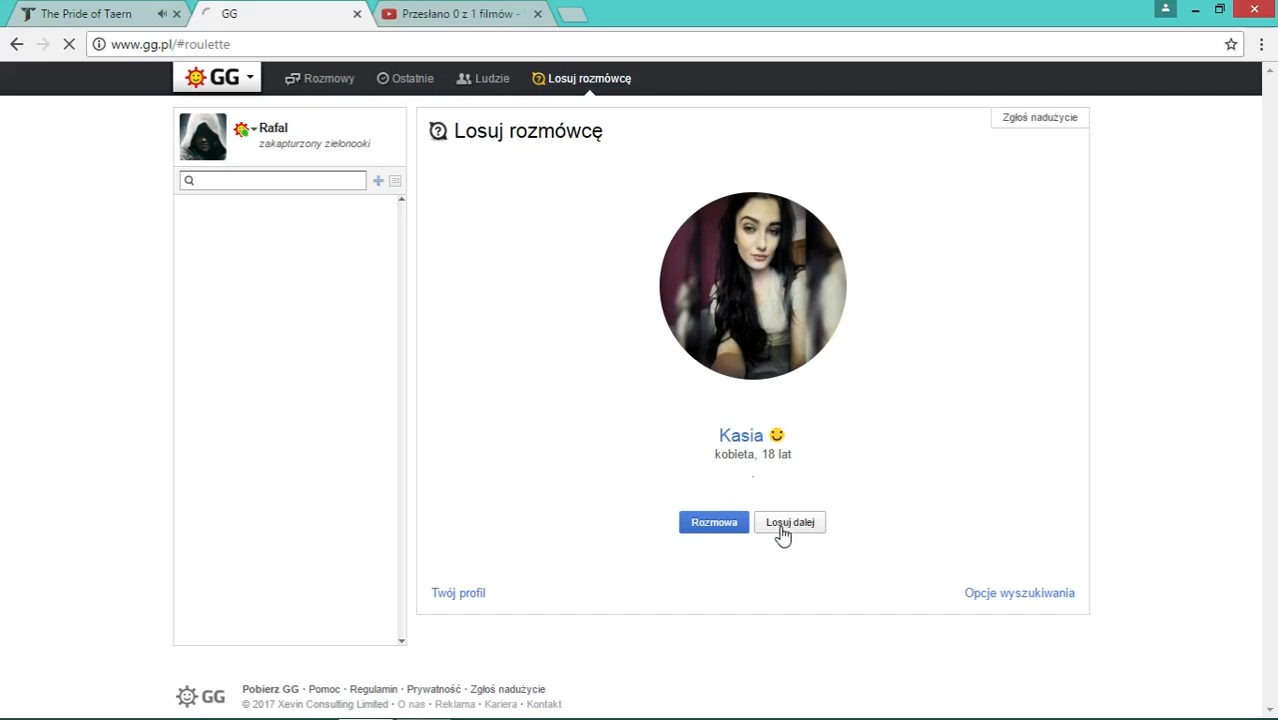 The Pride of Taern
GG
Przesłano 0 z 1 filmów -
www.gg.pl/#roulette
GG
Rozmowy
Ostatnie
Ludzie
Losuj rozmówcę
Rafal
zakapturzony zielonooki
Losuj rozmówcę
Zgłoś nadużycie
Kasia
kobieta, 18 lat
.
Rozmowa
Losuj dalej
Twój profil
Opcje wyszukiwania
GG
Pobierz GG · Pomoc · Regulamin · Prywatność · Zgłoś nadużycie
© 2017 Xevin Consulting Limited · O nas · Reklama · Kariera · Kontakt